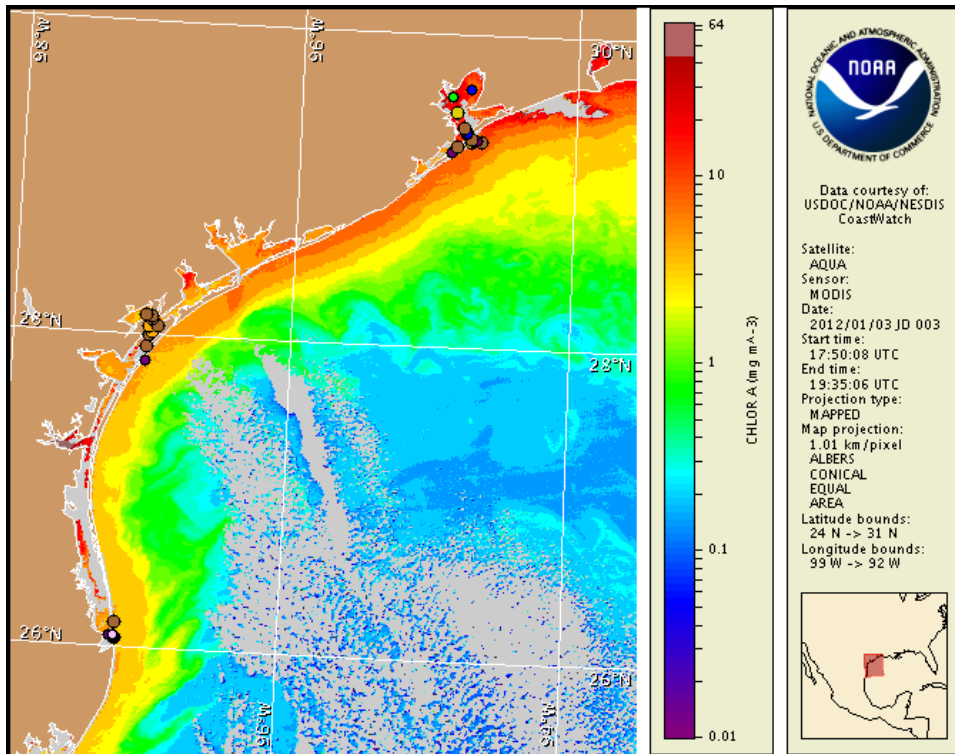 98°W
96°W
30°N
28°N
28°N
26°N
26°N
96°W
94°W
64
10
1
0.1
0.01
CHLOR A (mg m^-3)
NATIONAL OCEANIC AND ATMOSPHERIC ADMINISTRATION
NOAA
U.S. DEPARTMENT OF COMMERCE
Data courtesy of:
USDOC/NOAA/NESDIS
CoastWatch
Satellite:
AQUA
Sensor:
MODIS
Date:
2012/01/03 JD 003
Start time:
17:50:08 UTC
End time:
19:35:06 UTC
Projection type:
MAPPED
Map projection:
1.01 km/pixel
ALBERS
CONICAL
EQUAL
AREA
Latitude bounds:
24 N -> 31 N
Longitude bounds:
99 W -> 92 W